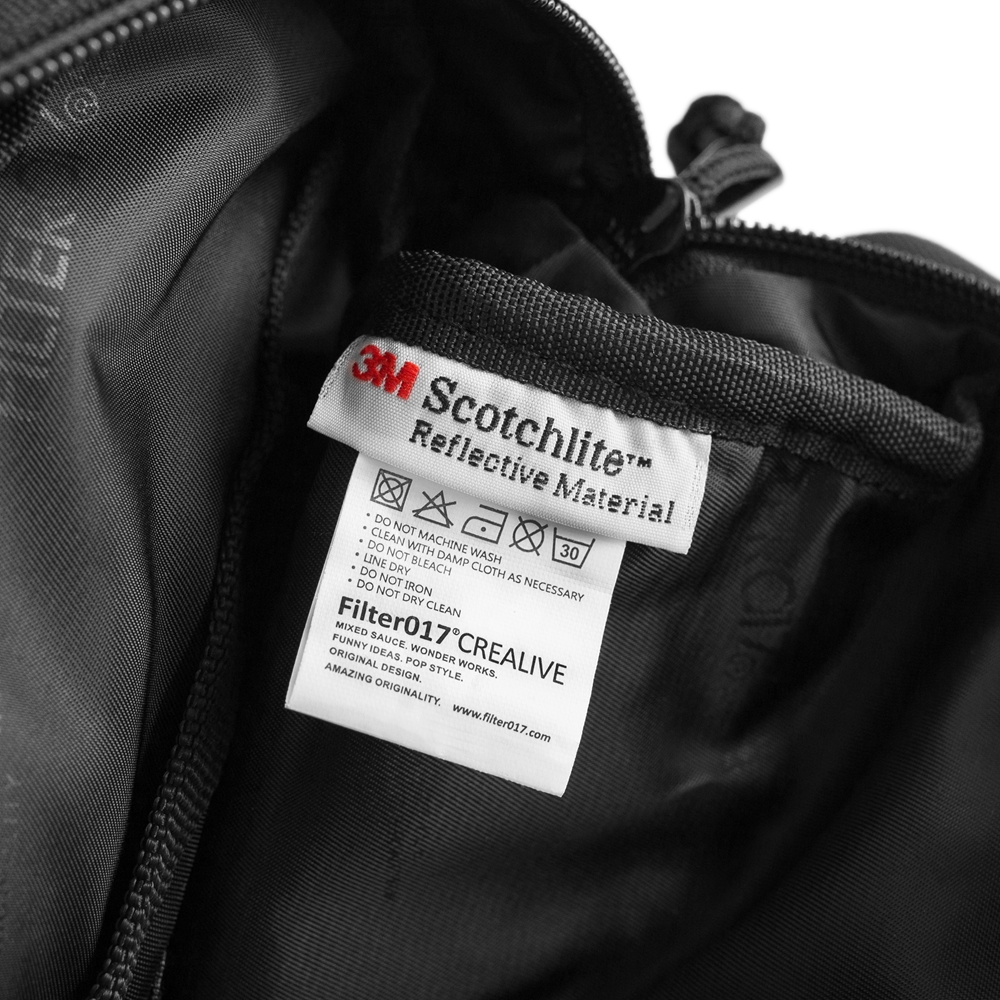 3M Scotchlite™
Reflective Material
30
• DO NOT MACHINE WASH
• CLEAN WITH DAMP CLOTH AS NECESSARY
• DO NOT BLEACH
• LINE DRY
• DO NOT IRON
• DO NOT DRY CLEAN
Filter017®CREALIVE
MIXED SAUCE. WONDER WORKS.
FUNNY IDEAS. POP STYLE.
ORIGINAL DESIGN.
AMAZING ORIGINALITY. www.filter017.com